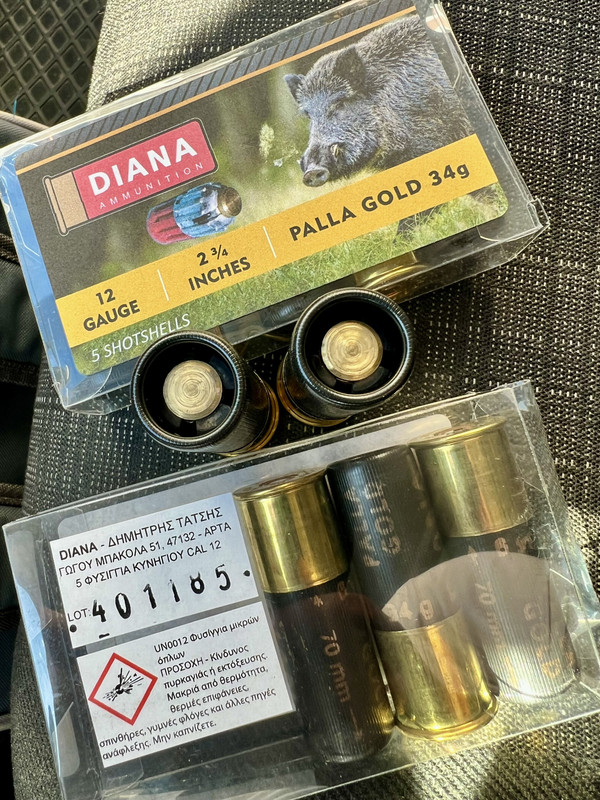 DIANA
AMMUNITION
12
GAUGE
2 ¾
INCHES
PALLA GOLD 34g
5 SHOTSHELLS
DIANA - ΔΗΜΗΤΡΗΣ ΤΑΤΣΗΣ
ΓΩΓΟΥ ΜΠΑΚΟΛΑ 51, 47132 - ΑΡΤΑ
5 ΦΥΣΙΓΓΙΑ ΚΥΝΗΓΙΟΥ CAL 12
LOT: 401185
UN0012 Φυσίγγια μικρών
όπλων
ΠΡΟΣΟΧΗ - Κίνδυνος
πυρκαγιάς ή εκτόξευσης
Μακριά από θερμότητα,
θερμές επιφάνειες,
σπινθήρες, γυμνές φλόγες και άλλες πηγές
ανάφλεξης. Μην καπνίζετε.
70 mm
34 g
70 mm